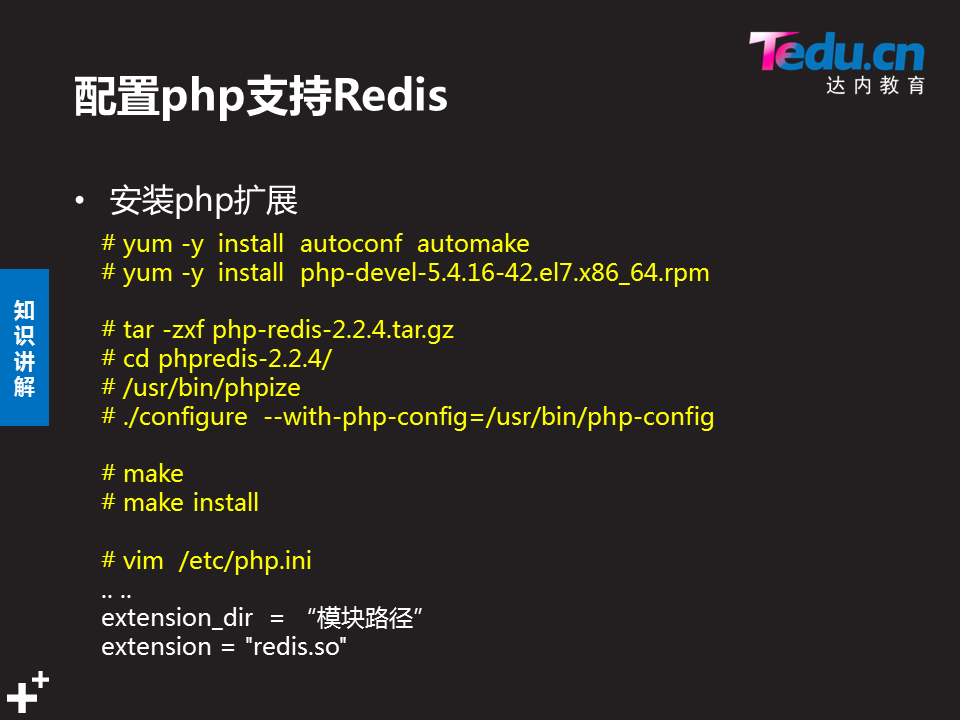 Tedu.cn
达内教育
配置php支持Redis
• 安装php扩展
# yum -y  install  autoconf  automake
# yum -y  install  php-devel-5.4.16-42.el7.x86_64.rpm
# tar -zxf php-redis-2.2.4.tar.gz
# cd phpredis-2.2.4/
# /usr/bin/phpize
# ./configure  --with-php-config=/usr/bin/php-config
# make
# make install
# vim  /etc/php.ini
.. ..
extension_dir  =  “模块路径”
extension = "redis.so"
知识讲解